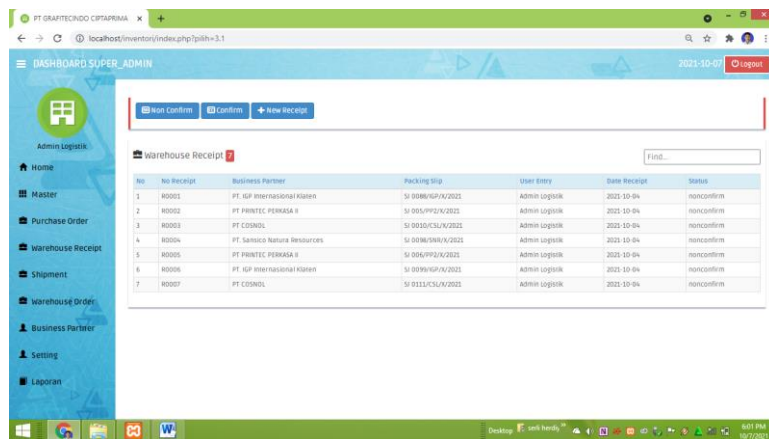 PT GRAFITECINDO CIPTAPRIMA
localhost/inventori/index.php?pilih=3.1
DASHBOARD SUPER_ADMIN
2021-10-07
Logout
Admin Logistik
Home
Master
Purchase Order
Warehouse Receipt
Shipment
Warehouse Order
Business Partner
Setting
Laporan
Non Confirm Confirm New Receipt
Warehouse Receipt 7
Find...
No No Receipt Business Partner Packing Slip User Entry Date Receipt Status
1 R0001 PT. IGP Internasional Klaten SJ 0088/IGP/X/2021 Admin Logistik 2021-10-04 nonconfirm
2 R0002 PT PRINTEC PERKASA II SJ 005/PP2/X/2021 Admin Logistik 2021-10-04 nonconfirm
3 R0003 PT COSNOL SJ 0010/CSL/X/2021 Admin Logistik 2021-10-04 nonconfirm
4 R0004 PT. Sansico Natura Resources SJ 0098/SNR/X/2021 Admin Logistik 2021-10-04 nonconfirm
5 R0005 PT PRINTEC PERKASA II SJ 006/PP2/X/2021 Admin Logistik 2021-10-04 nonconfirm
6 R0006 PT. IGP Internasional Klaten SJ 0099/IGP/X/2021 Admin Logistik 2021-10-04 nonconfirm
7 R0007 PT COSNOL SJ 0111/CSL/X/2021 Admin Logistik 2021-10-04 nonconfirm
Desktop
6:01 PM
10/7/2021